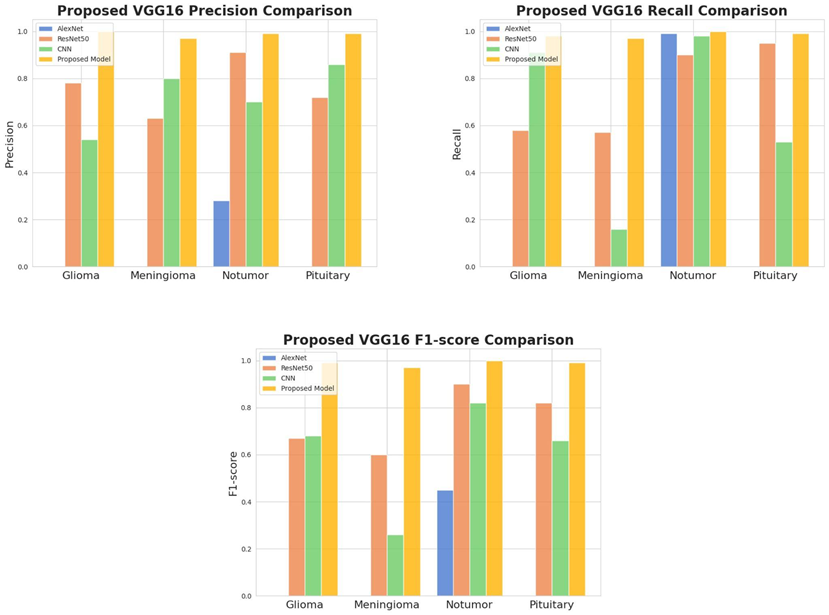 Proposed VGG16 Precision Comparison
1.0
0.8
0.6
0.4
0.2
0.0
Precision
AlexNet
ResNet50
CNN
Proposed Model
Glioma
Meningioma
Notumor
Pituitary
Proposed VGG16 Recall Comparison
1.0
0.8
0.6
0.4
0.2
0.0
Recall
AlexNet
ResNet50
CNN
Proposed Model
Glioma
Meningioma
Notumor
Pituitary
Proposed VGG16 F1-score Comparison
1.0
0.8
0.6
0.4
0.2
0.0
F1-score
AlexNet
ResNet50
CNN
Proposed Model
Glioma
Meningioma
Notumor
Pituitary